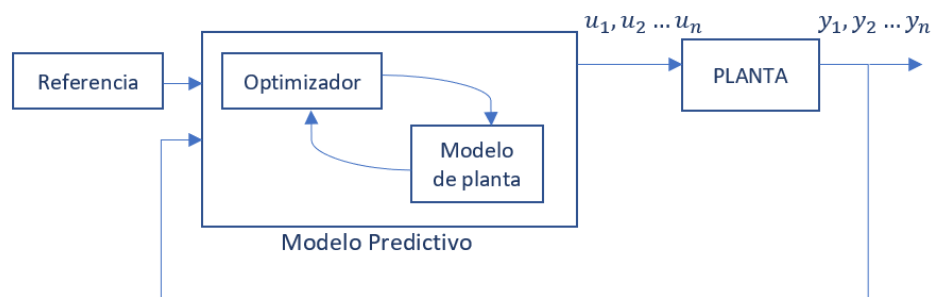 u₁, u₂ … uₙ
y₁, y₂ … yₙ
Referencia
Optimizador
PLANTA
Modelo
de planta
Modelo Predictivo